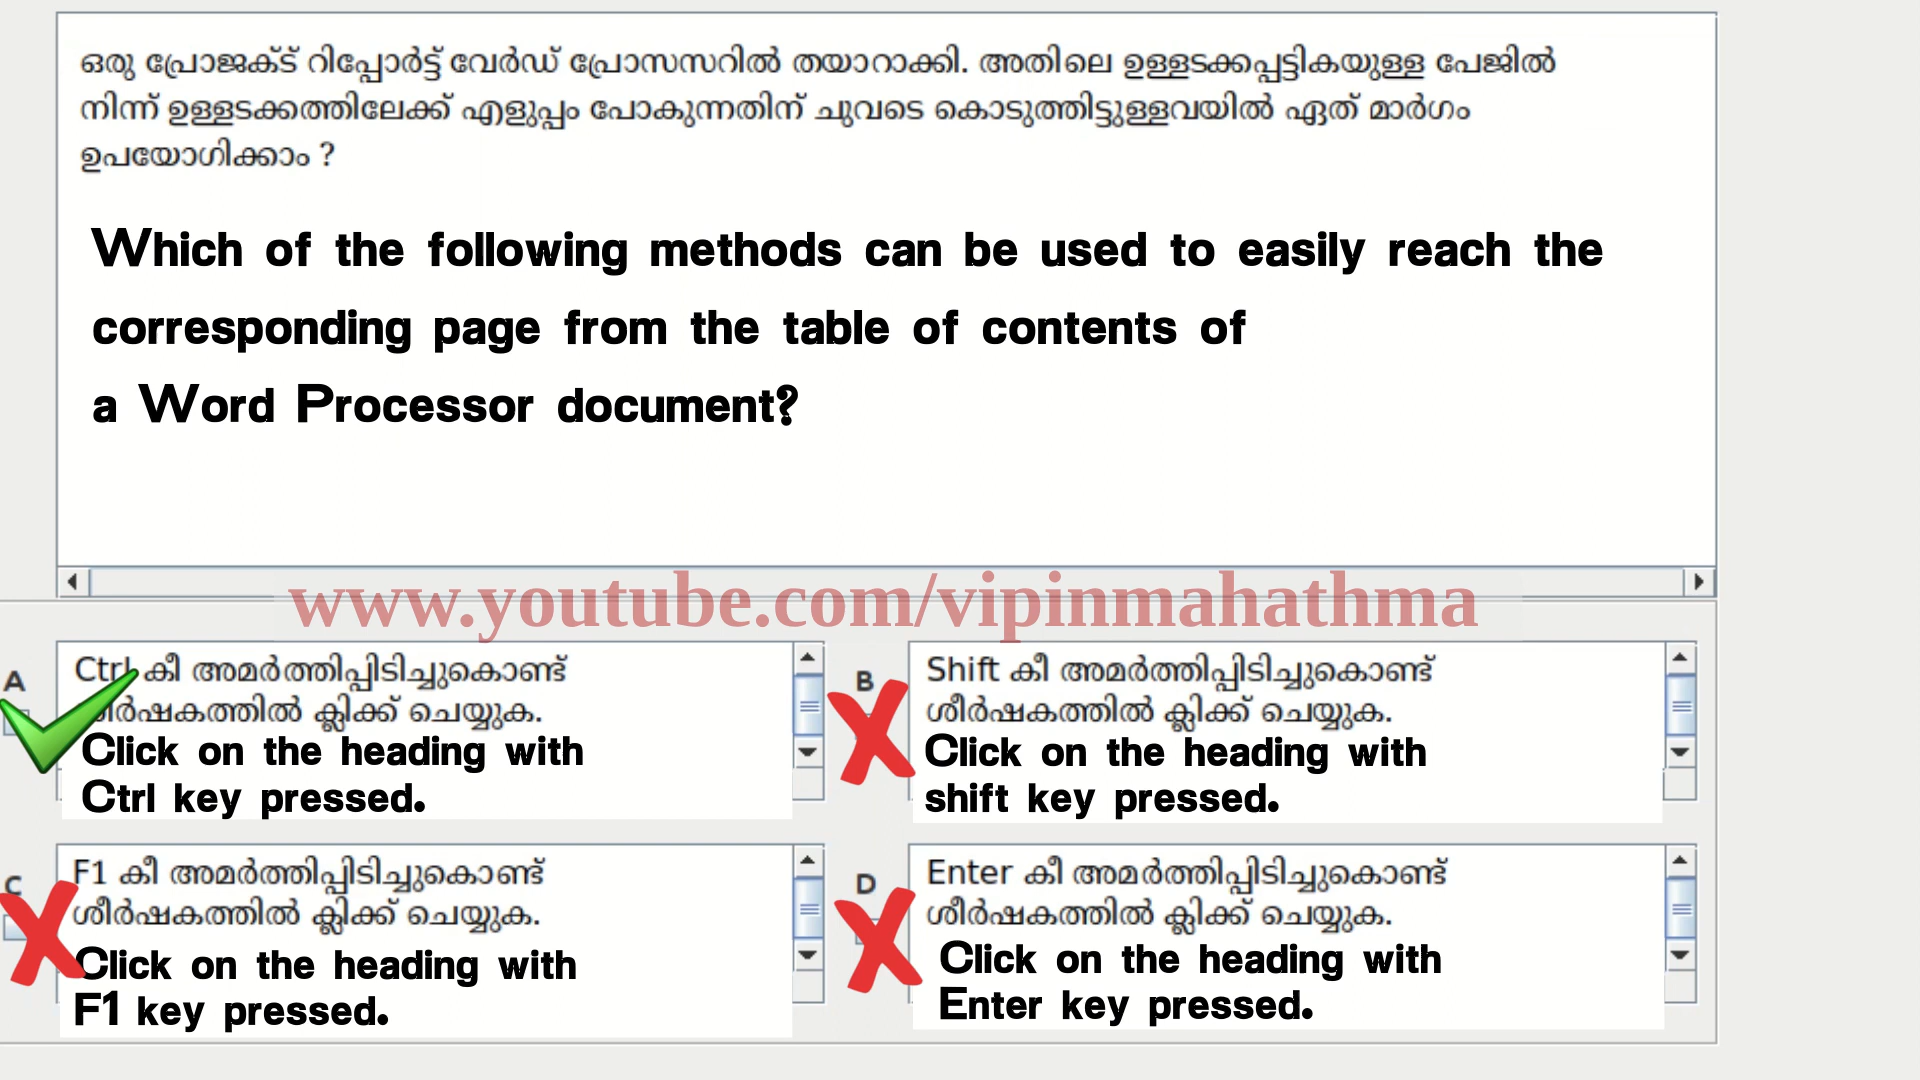 ഒരു പ്രോജക്ട് റിപ്പോർട്ട് വേർഡ് പ്രോസസറിൽ തയാറാക്കി. അതിലെ ഉള്ളടക്കപ്പട്ടികയുള്ള പേജിൽ
നിന്ന് ഉള്ളടക്കത്തിലേക്ക് എളുപ്പം പോകുന്നതിന് ചുവടെ കൊടുത്തിട്ടുള്ളവയിൽ ഏത് മാർഗം
ഉപയോഗിക്കാം ?
Which of the following methods can be used to easily reach the
corresponding page from the table of contents of
a Word Processor document?
www.youtube.com/vipinmahathma
A
Ctrl കീ അമർത്തിപ്പിടിച്ചുകൊണ്ട്
ശീർഷകത്തിൽ ക്ലിക്ക് ചെയ്യുക.
Click on the heading with
Ctrl key pressed.
B
Shift കീ അമർത്തിപ്പിടിച്ചുകൊണ്ട്
ശീർഷകത്തിൽ ക്ലിക്ക് ചെയ്യുക.
Click on the heading with
shift key pressed.
C
F1 കീ അമർത്തിപ്പിടിച്ചുകൊണ്ട്
ശീർഷകത്തിൽ ക്ലിക്ക് ചെയ്യുക.
Click on the heading with
F1 key pressed.
D
Enter കീ അമർത്തിപ്പിടിച്ചുകൊണ്ട്
ശീർഷകത്തിൽ ക്ലിക്ക് ചെയ്യുക.
Click on the heading with
Enter key pressed.